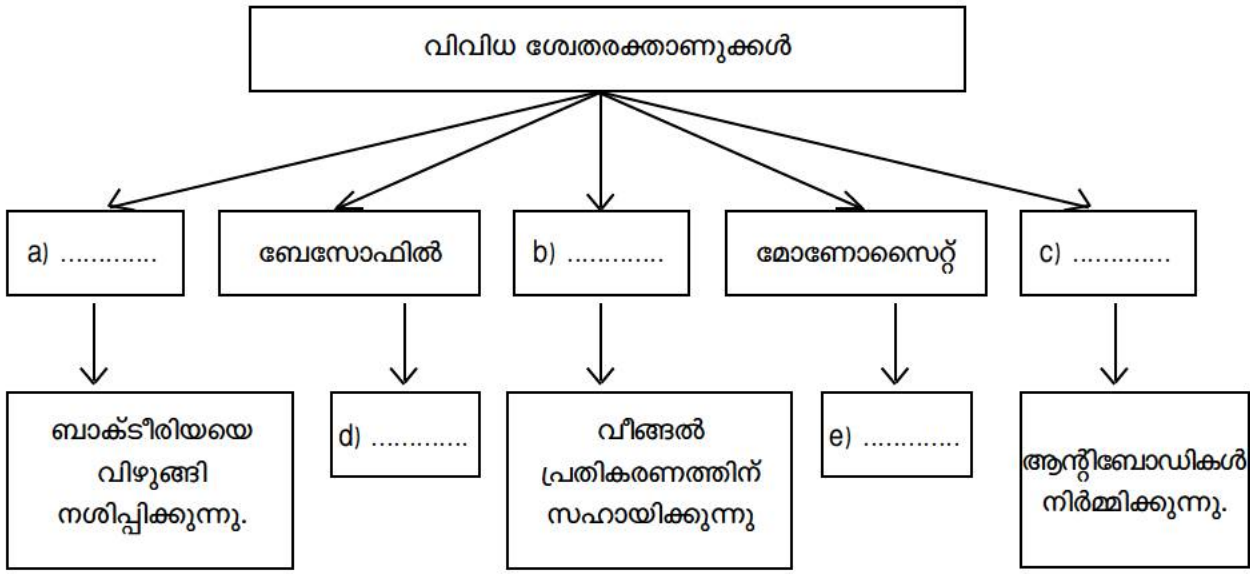 വിവിധ ശ്വേതരക്താണുക്കൾ
a) .............
ബേസോഫിൽ
b) .............
മോണോസൈറ്റ്
c) .............
ബാക്ടീരിയയെ
വിഴുങ്ങി
നശിപ്പിക്കുന്നു.
d) .............
വീങ്ങൽ
പ്രതികരണത്തിന്
സഹായിക്കുന്നു
e) .............
ആന്റിബോഡികൾ
നിർമ്മിക്കുന്നു.